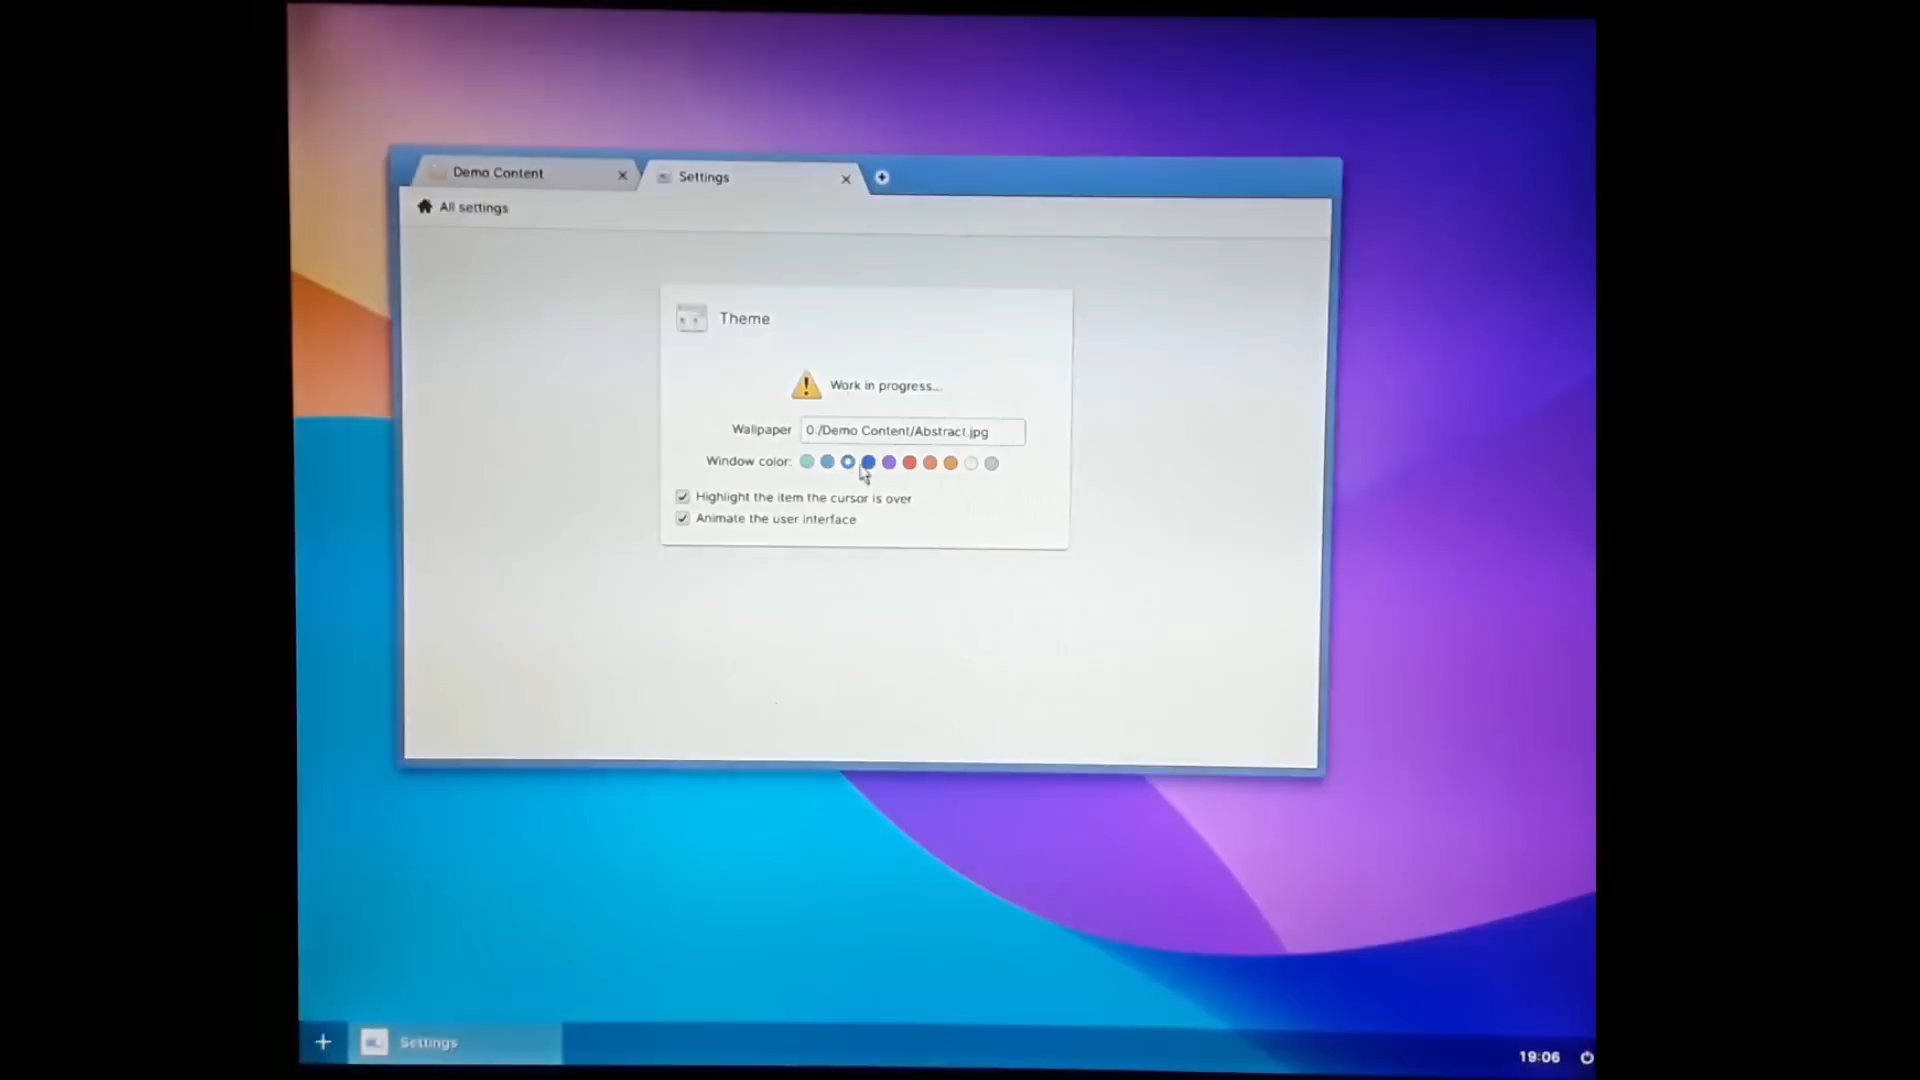 Demo Content
Settings
All settings
Theme
Work in progress...
Wallpaper
0:/Demo Content/Abstract.jpg
Window color:
Highlight the item the cursor is over
Animate the user interface
Settings
19:06